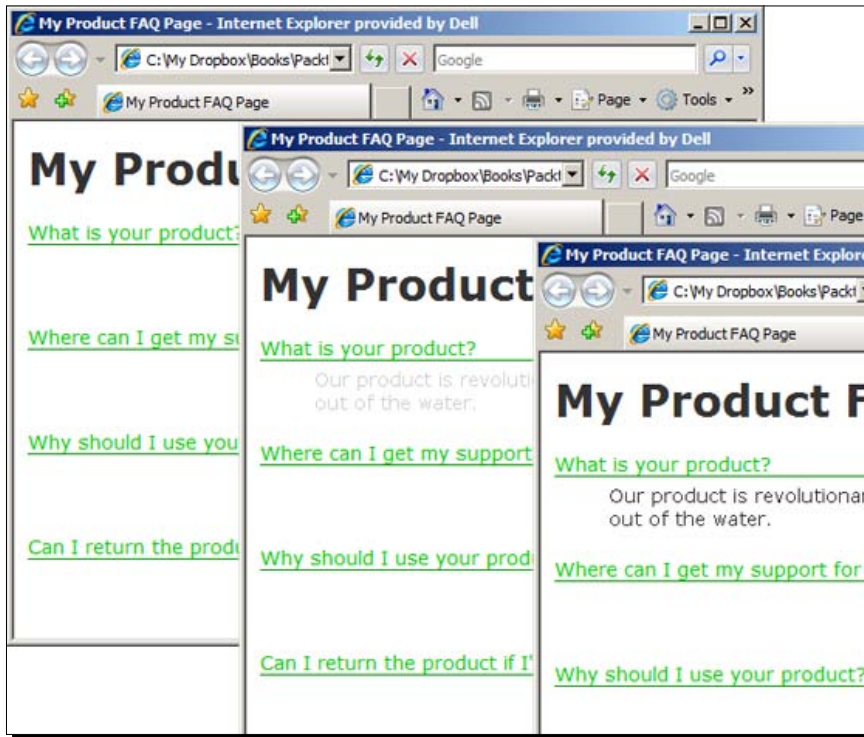 My Product FAQ Page - Internet Explorer provided by Dell
C:\My Dropbox\Books\Packt
Google
My Product FAQ Page
Page
Tools
My Produ
What is your product?
Where can I get my su
Why should I use you
Can I return the produ
My Product FAQ Page - Internet Explorer provided by Dell
C:\My Dropbox\Books\Packt
Google
My Product FAQ Page
Page
My Product
What is your product?
Our product is revoluti
out of the water.
Where can I get my support
Why should I use your prod
Can I return the product if I'
My Product FAQ Page - Internet Explore
C:\My Dropbox\Books\Packt
My Product FAQ Page
My Product F
What is your product?
Our product is revolutionar
out of the water.
Where can I get my support for
Why should I use your product?